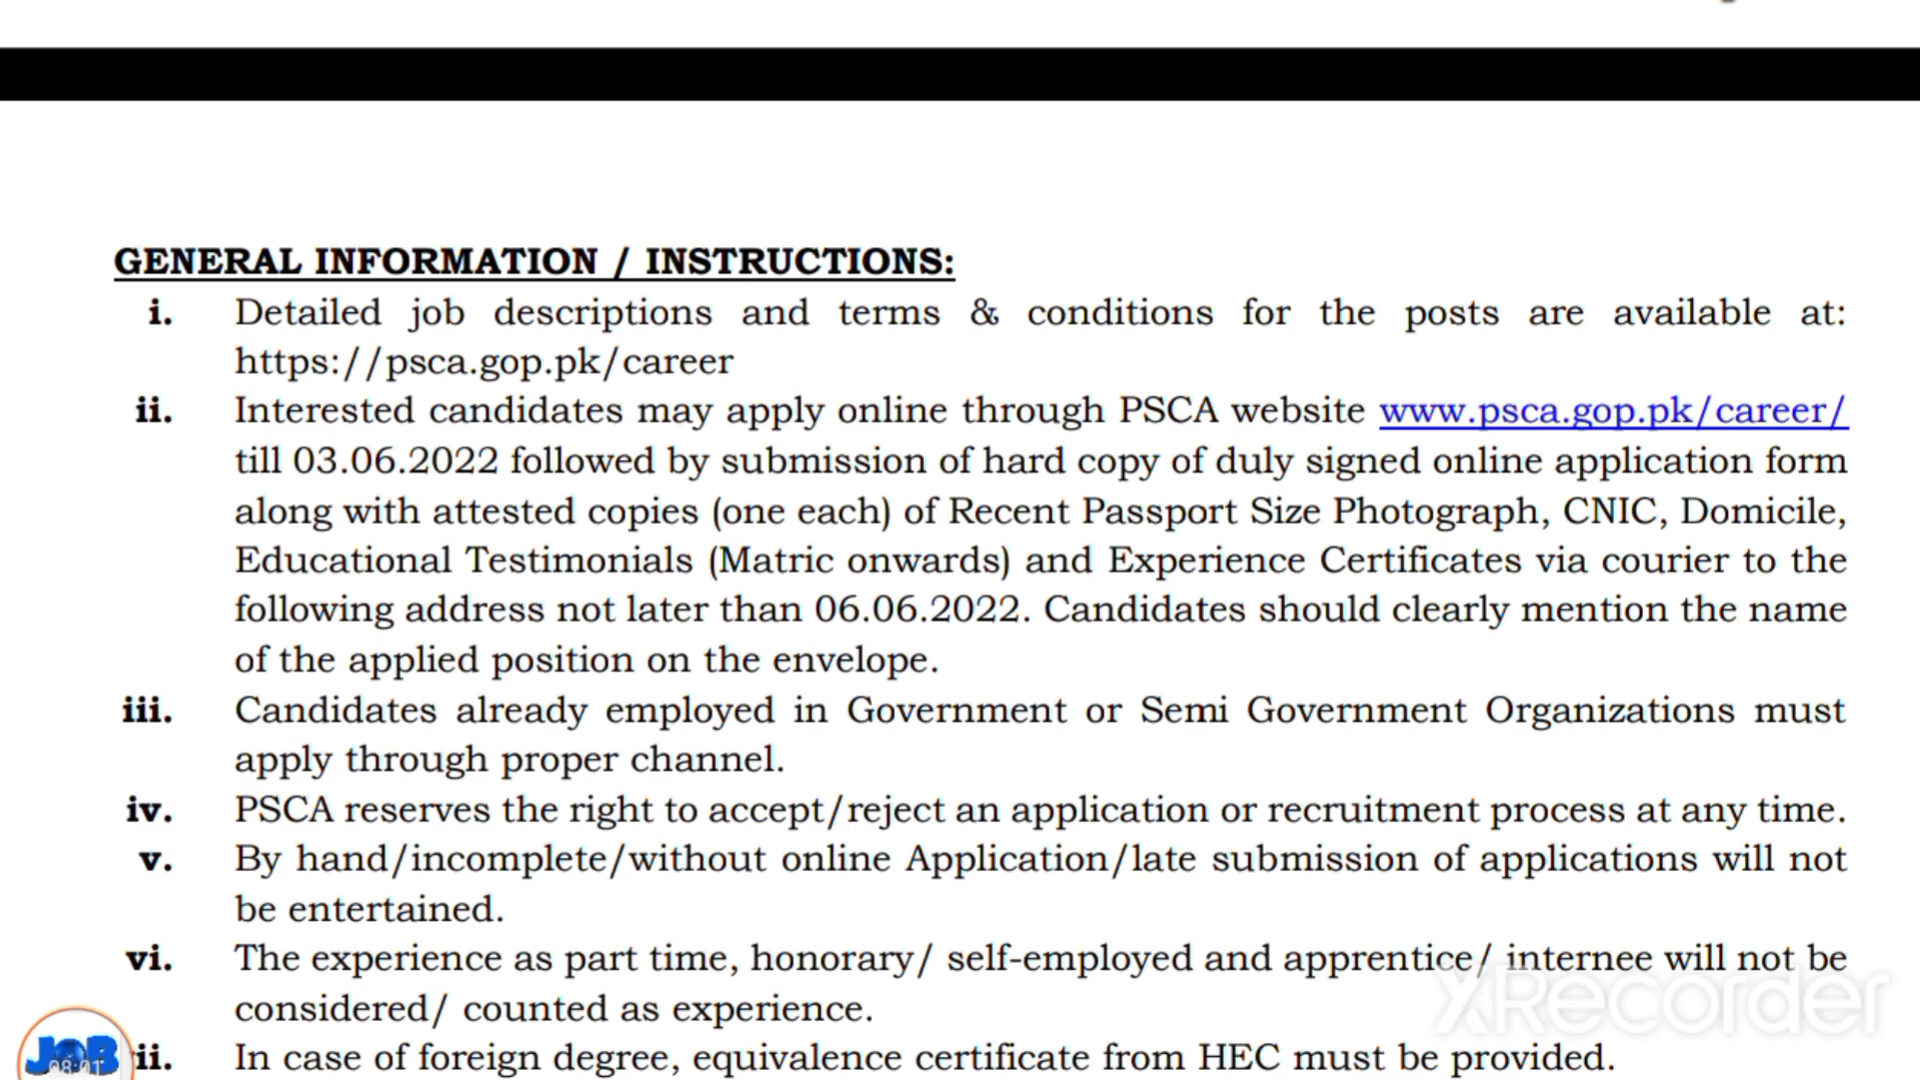 GENERAL INFORMATION / INSTRUCTIONS:
i. Detailed job descriptions and terms & conditions for the posts are available at:
https://psca.gop.pk/career
ii. Interested candidates may apply online through PSCA website www.psca.gop.pk/career/
till 03.06.2022 followed by submission of hard copy of duly signed online application form
along with attested copies (one each) of Recent Passport Size Photograph, CNIC, Domicile,
Educational Testimonials (Matric onwards) and Experience Certificates via courier to the
following address not later than 06.06.2022. Candidates should clearly mention the name
of the applied position on the envelope.
iii. Candidates already employed in Government or Semi Government Organizations must
apply through proper channel.
iv. PSCA reserves the right to accept/reject an application or recruitment process at any time.
v. By hand/incomplete/without online Application/late submission of applications will not
be entertained.
vi. The experience as part time, honorary/ self-employed and apprentice/ internee will not be
considered/ counted as experience.
XRecorder
JOB
ii. In case of foreign degree, equivalence certificate from HEC must be provided.